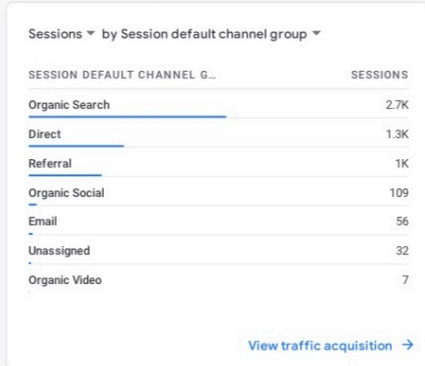 Sessions by Session default channel group
SESSION DEFAULT CHANNEL G... SESSIONS
Organic Search 2.7K
Direct 1.3K
Referral 1K
Organic Social 109
Email 56
Unassigned 32
Organic Video 7
View traffic acquisition →